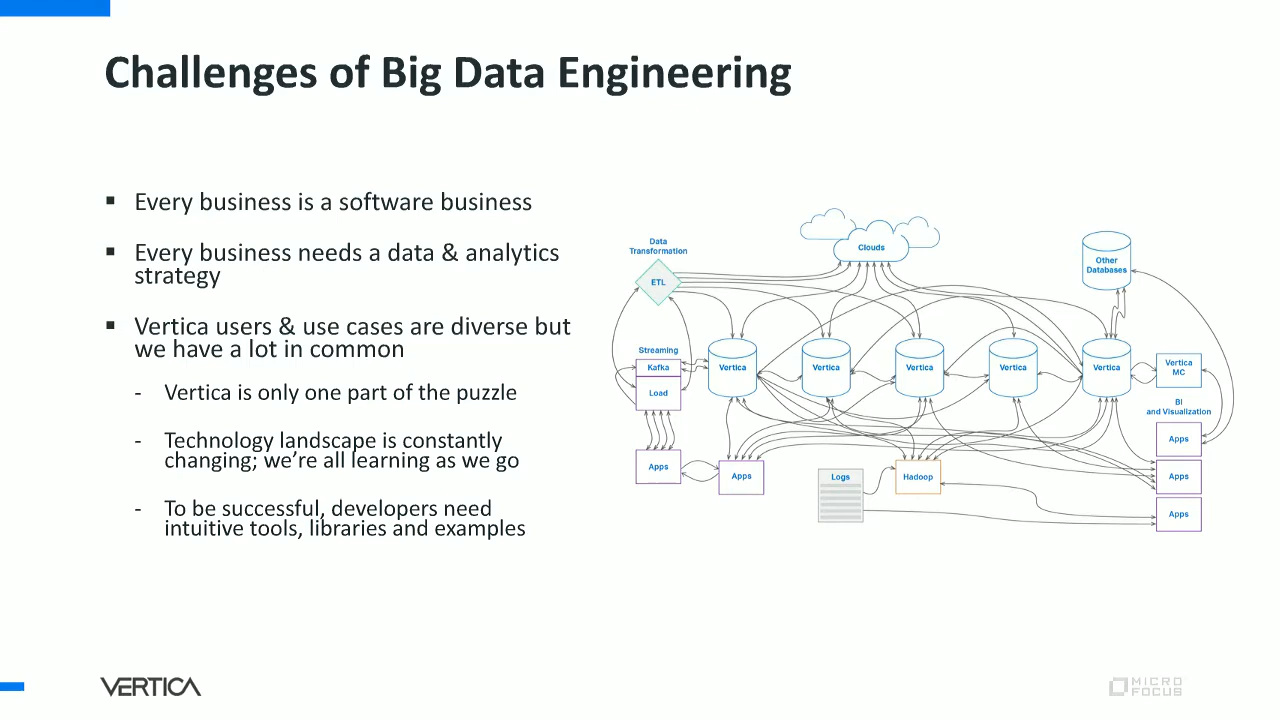 Challenges of Big Data Engineering
▪ Every business is a software business
▪ Every business needs a data & analytics
strategy
▪ Vertica users & use cases are diverse but
we have a lot in common
- Vertica is only one part of the puzzle
- Technology landscape is constantly
changing; we're all learning as we go
- To be successful, developers need
intuitive tools, libraries and examples
Data
Transformation
ETL
Clouds
Other
Databases
Streaming
Kafka
Load
Vertica
Vertica
Vertica
Vertica
Vertica
Vertica
MC
BI
and Visualization
Apps
Apps
Apps
Apps
Apps
Logs
Hadoop
VERTICA
MICRO
FOCUS